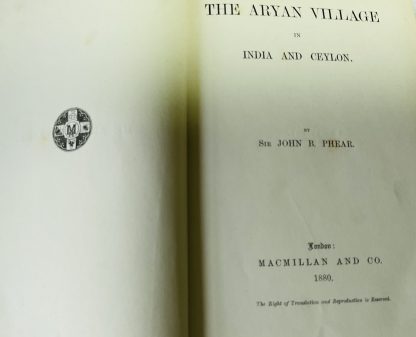 M
THE ARYAN VILLAGE
IN
INDIA AND CEYLON.
BY
SIR JOHN B. PHEAR.
London:
MACMILLAN AND CO.
1880.
The Right of Translation and Reproduction is Reserved.